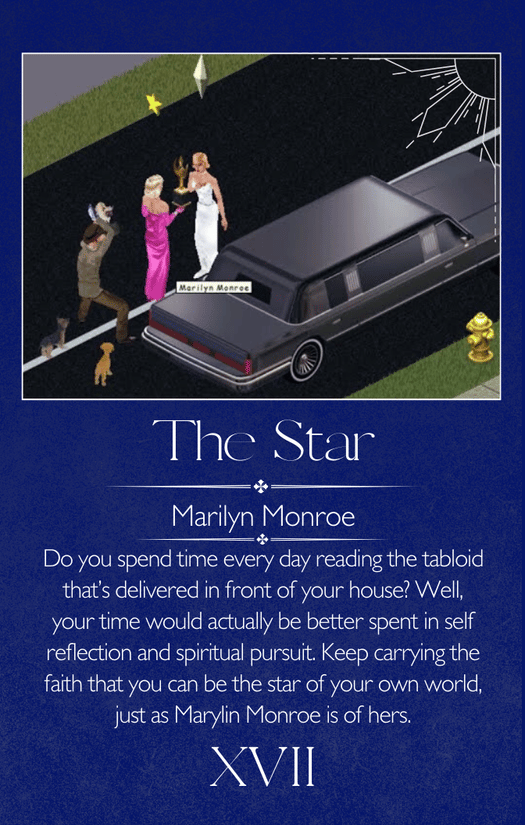 Marilyn Monroe
The Star
Marilyn Monroe
Do you spend time every day reading the tabloid
that's delivered in front of your house? Well,
your time would actually be better spent in self
reflection and spiritual pursuit. Keep carrying the
faith that you can be the star of your own world,
just as Marylin Monroe is of hers.
XVII